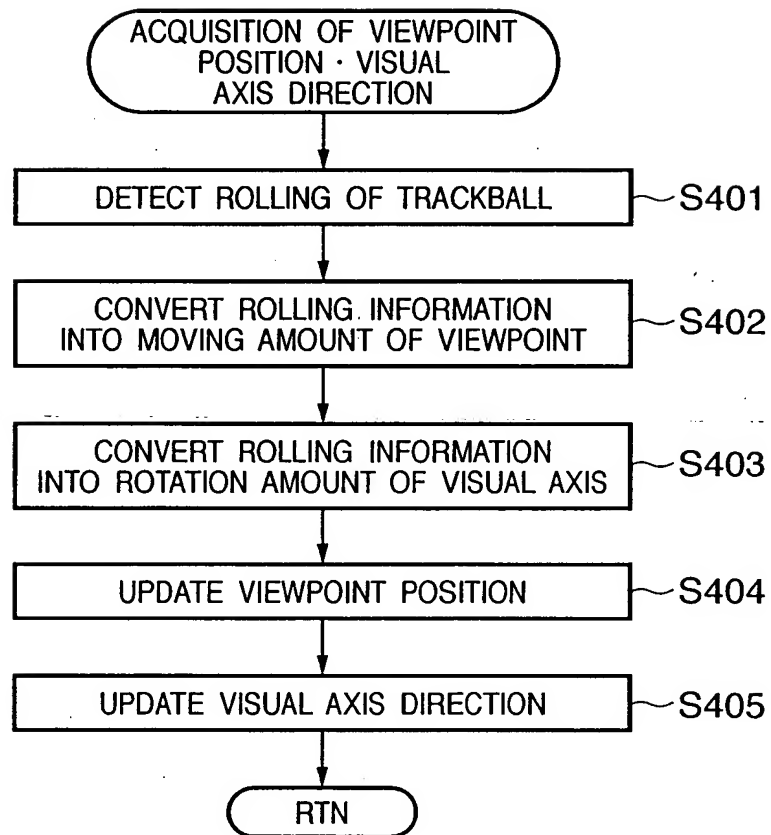 ACQUISITION OF VIEWPOINT
POSITION · VISUAL
AXIS DIRECTION
DETECT ROLLING OF TRACKBALL
S401
CONVERT ROLLING INFORMATION
INTO MOVING AMOUNT OF VIEWPOINT
S402
CONVERT ROLLING INFORMATION
INTO ROTATION AMOUNT OF VISUAL AXIS
S403
UPDATE VIEWPOINT POSITION
S404
UPDATE VISUAL AXIS DIRECTION
S405
RTN